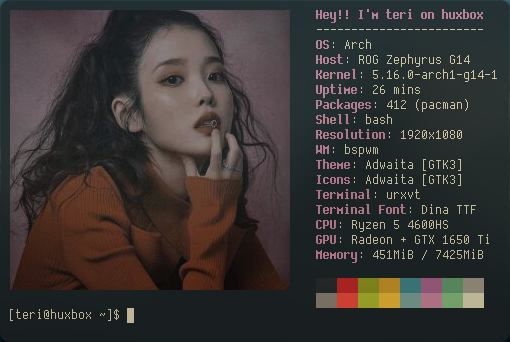 Hey!! I'm teri on huxbox
-----------------------
OS: Arch
Host: ROG Zephyrus G14
Kernel: 5.16.0-arch1-g14-1
Uptime: 26 mins
Packages: 412 (pacman)
Shell: bash
Resolution: 1920x1080
WM: bspwm
Theme: Adwaita [GTK3]
Icons: Adwaita [GTK3]
Terminal: urxvt
Terminal Font: Dina TTF
CPU: Ryzen 5 4600HS
GPU: Radeon + GTX 1650 Ti
Memory: 451MiB / 7425MiB
[teri@huxbox ~]$